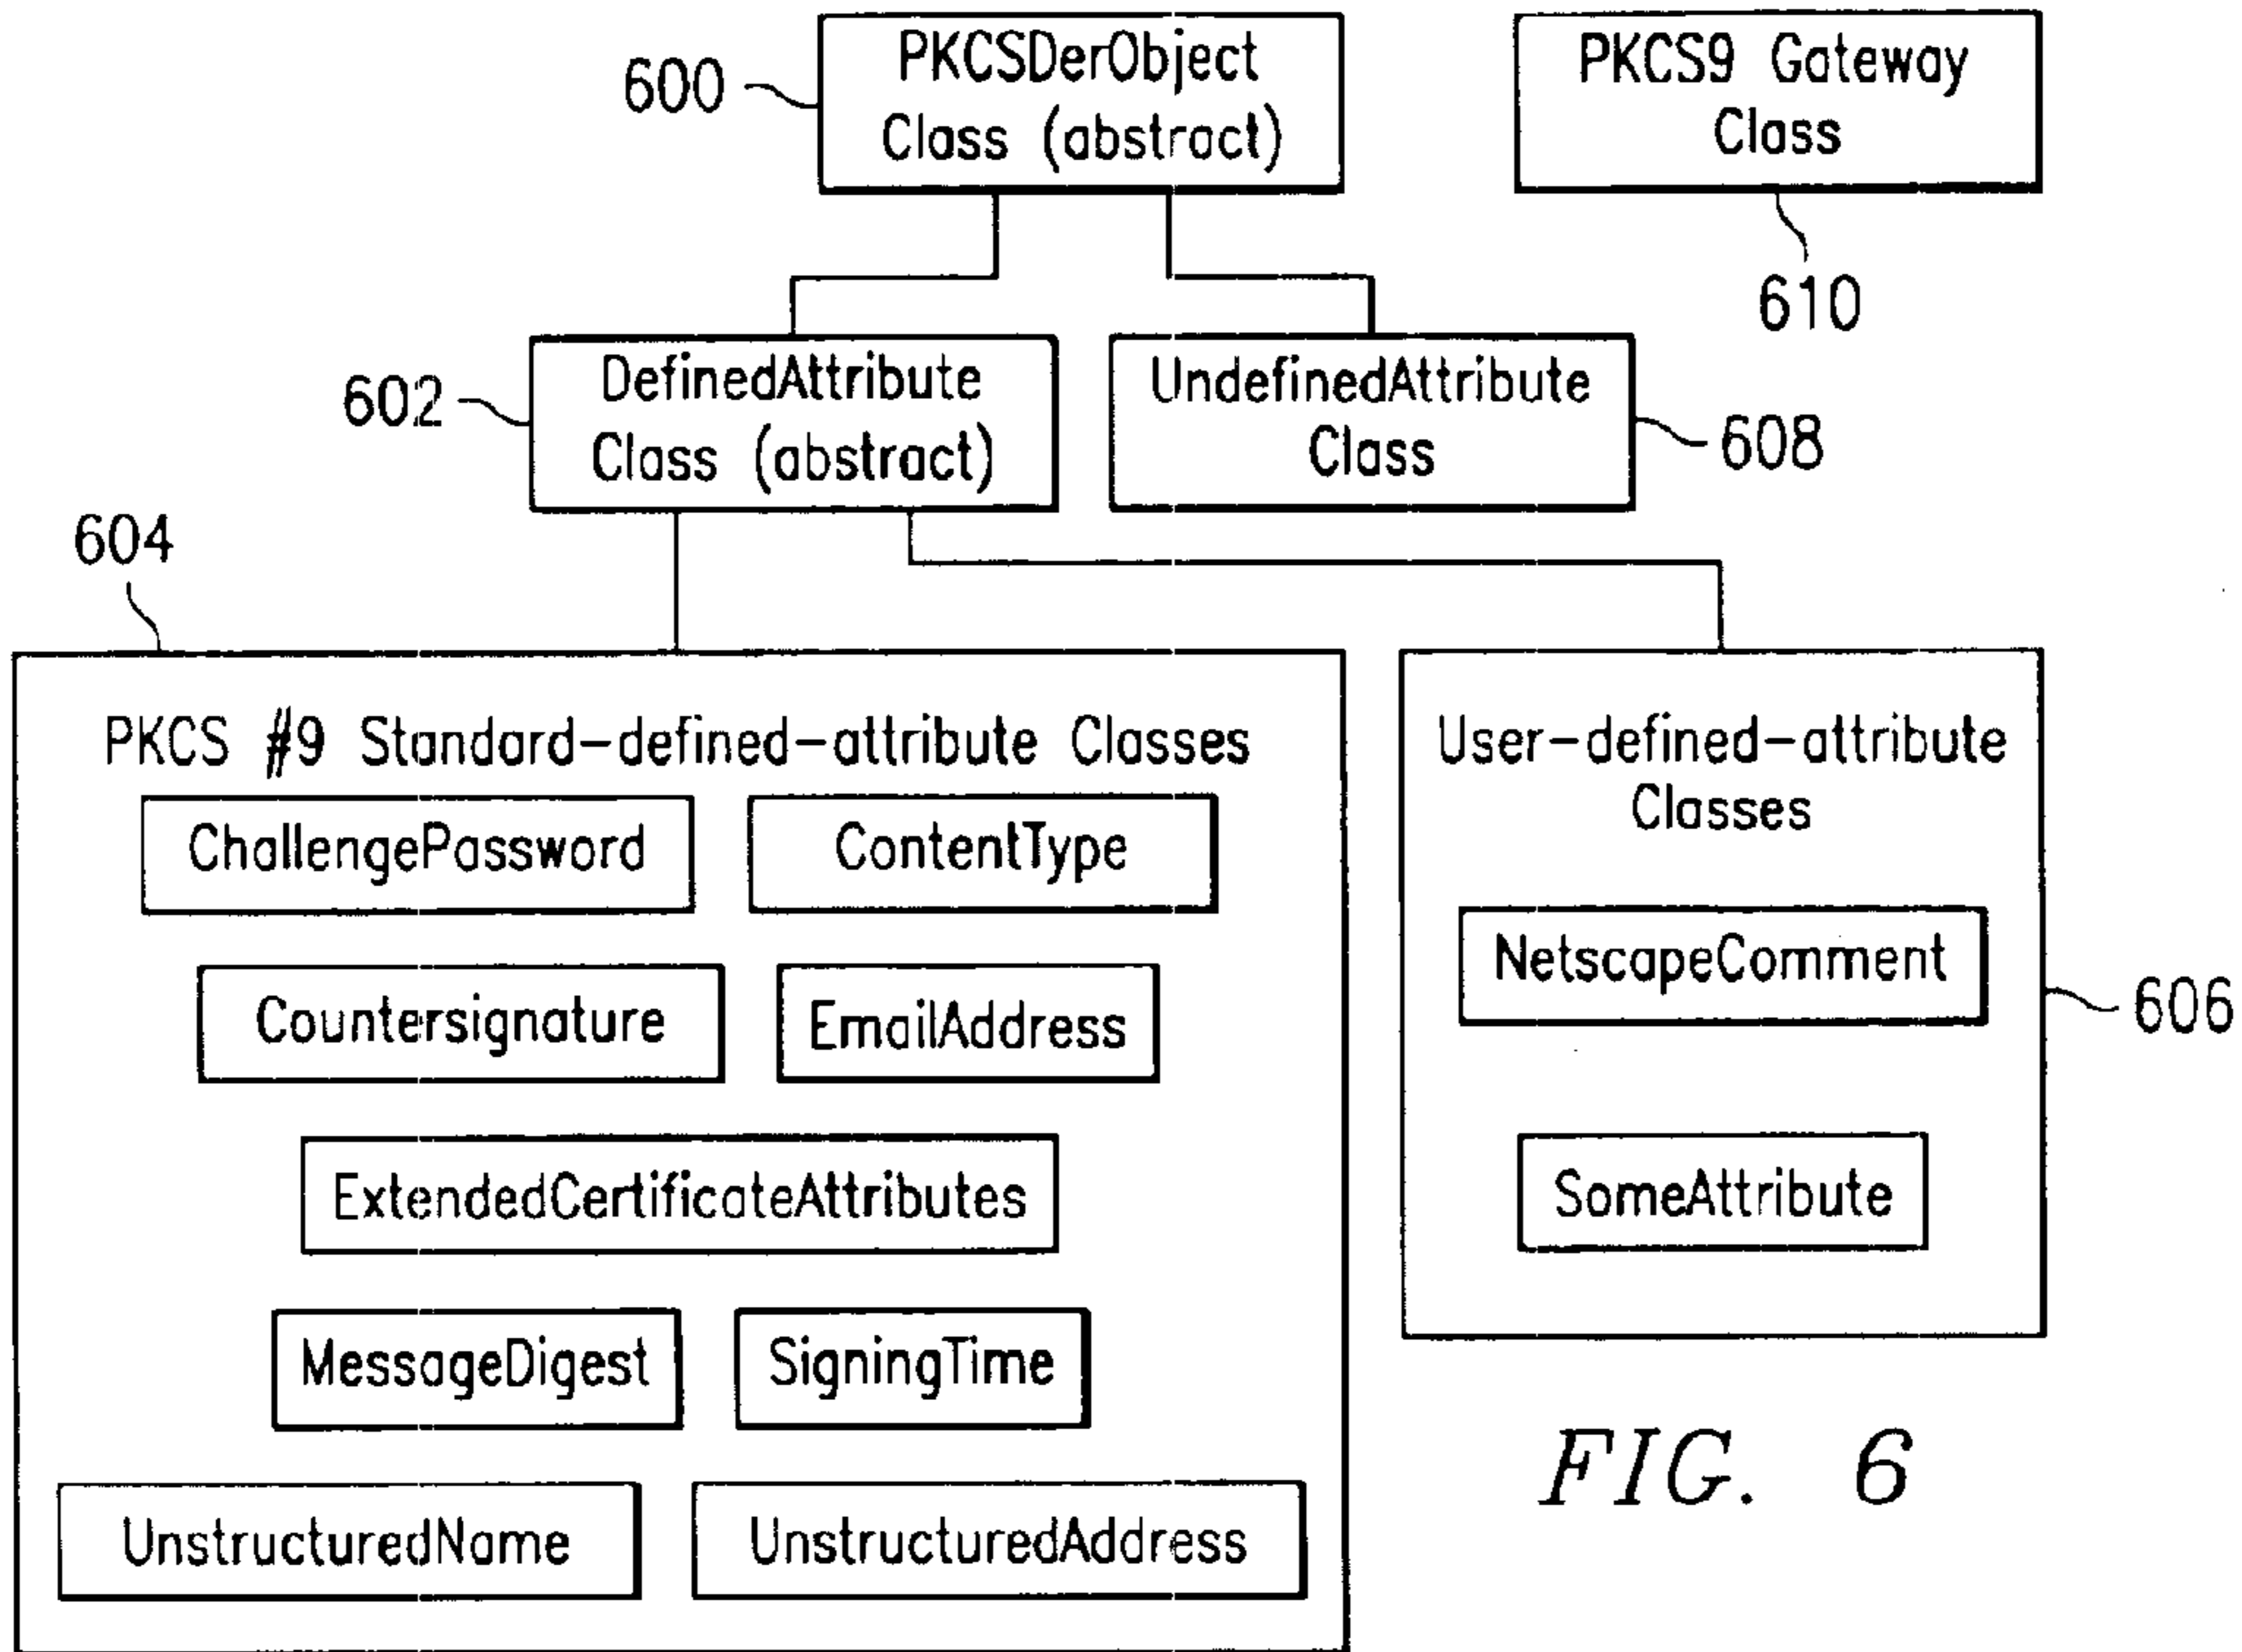 600
PKCSDerObject
Class (abstract)
PKCS9 Gateway
Class
610
602
DefinedAttribute
Class (abstract)
UndefinedAttribute
Class
608
604
PKCS #9 Standard-defined-attribute Classes
ChallengePassword
ContentType
Countersignature
EmailAddress
ExtendedCertificateAttributes
MessageDigest
SigningTime
UnstructuredName
UnstructuredAddress
User-defined-attribute
Classes
NetscapeComment
606
SomeAttribute
FIG. 6